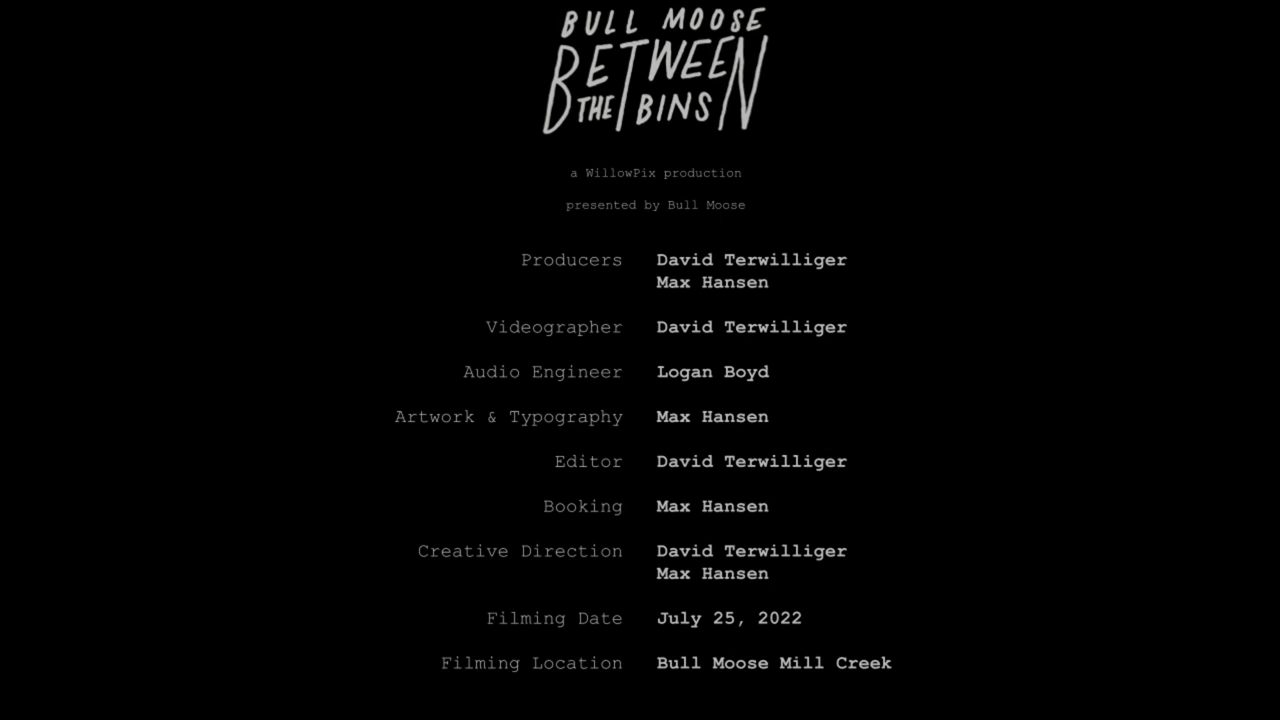 BULL MOOSE
BETWEEN
THE BINS
a WillowPix production
presented by Bull Moose
Producers David Terwilliger
Max Hansen
Videographer David Terwilliger
Audio Engineer Logan Boyd
Artwork & Typography Max Hansen
Editor David Terwilliger
Booking Max Hansen
Creative Direction David Terwilliger
Max Hansen
Filming Date July 25, 2022
Filming Location Bull Moose Mill Creek